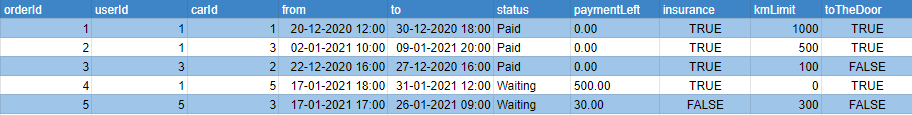 orderId userId carId from to status paymentLeft insurance kmLimit toTheDoor
1 1 1 20-12-2020 12:00 30-12-2020 18:00 Paid 0.00 TRUE 1000 TRUE
2 1 3 02-01-2021 10:00 09-01-2021 20:00 Paid 0.00 TRUE 500 TRUE
3 3 2 22-12-2020 16:00 27-12-2020 16:00 Paid 0.00 TRUE 100 FALSE
4 1 5 17-01-2021 18:00 31-01-2021 12:00 Waiting 500.00 TRUE 0 TRUE
5 5 3 17-01-2021 17:00 26-01-2021 09:00 Waiting 30.00 FALSE 300 FALSE